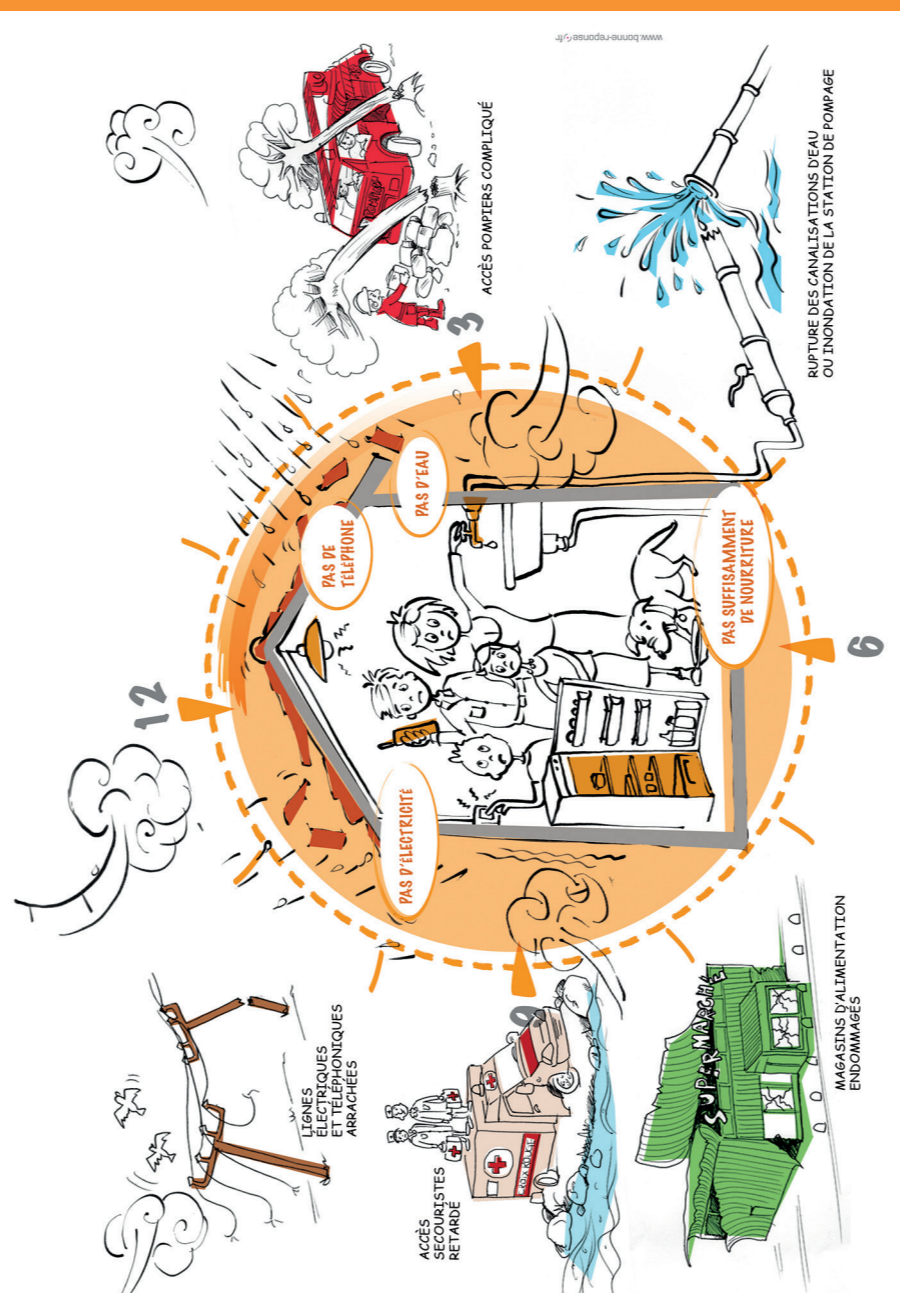 LIGNES
ÉLECTRIQUES
ET TÉLÉPHONIQUES
ARRACHÉES
12
ACCÈS POMPIERS COMPLIQUÉ
POMPIERS
3
www.bonne-reponse.fr
PAS DE
TÉLÉPHONE
PAS D'ÉLECTRICITÉ
PAS D'EAU
ACCÈS
SECOURISTES
RETARDÉ
CROIX ROUGE
9
PAS SUFFISAMMENT
DE NOURRITURE
6
SUPERMARCHÉ
MAGASINS D'ALIMENTATION
ENDOMMAGÉS
RUPTURE DES CANALISATIONS D'EAU
OU INONDATION DE LA STATION DE POMPAGE